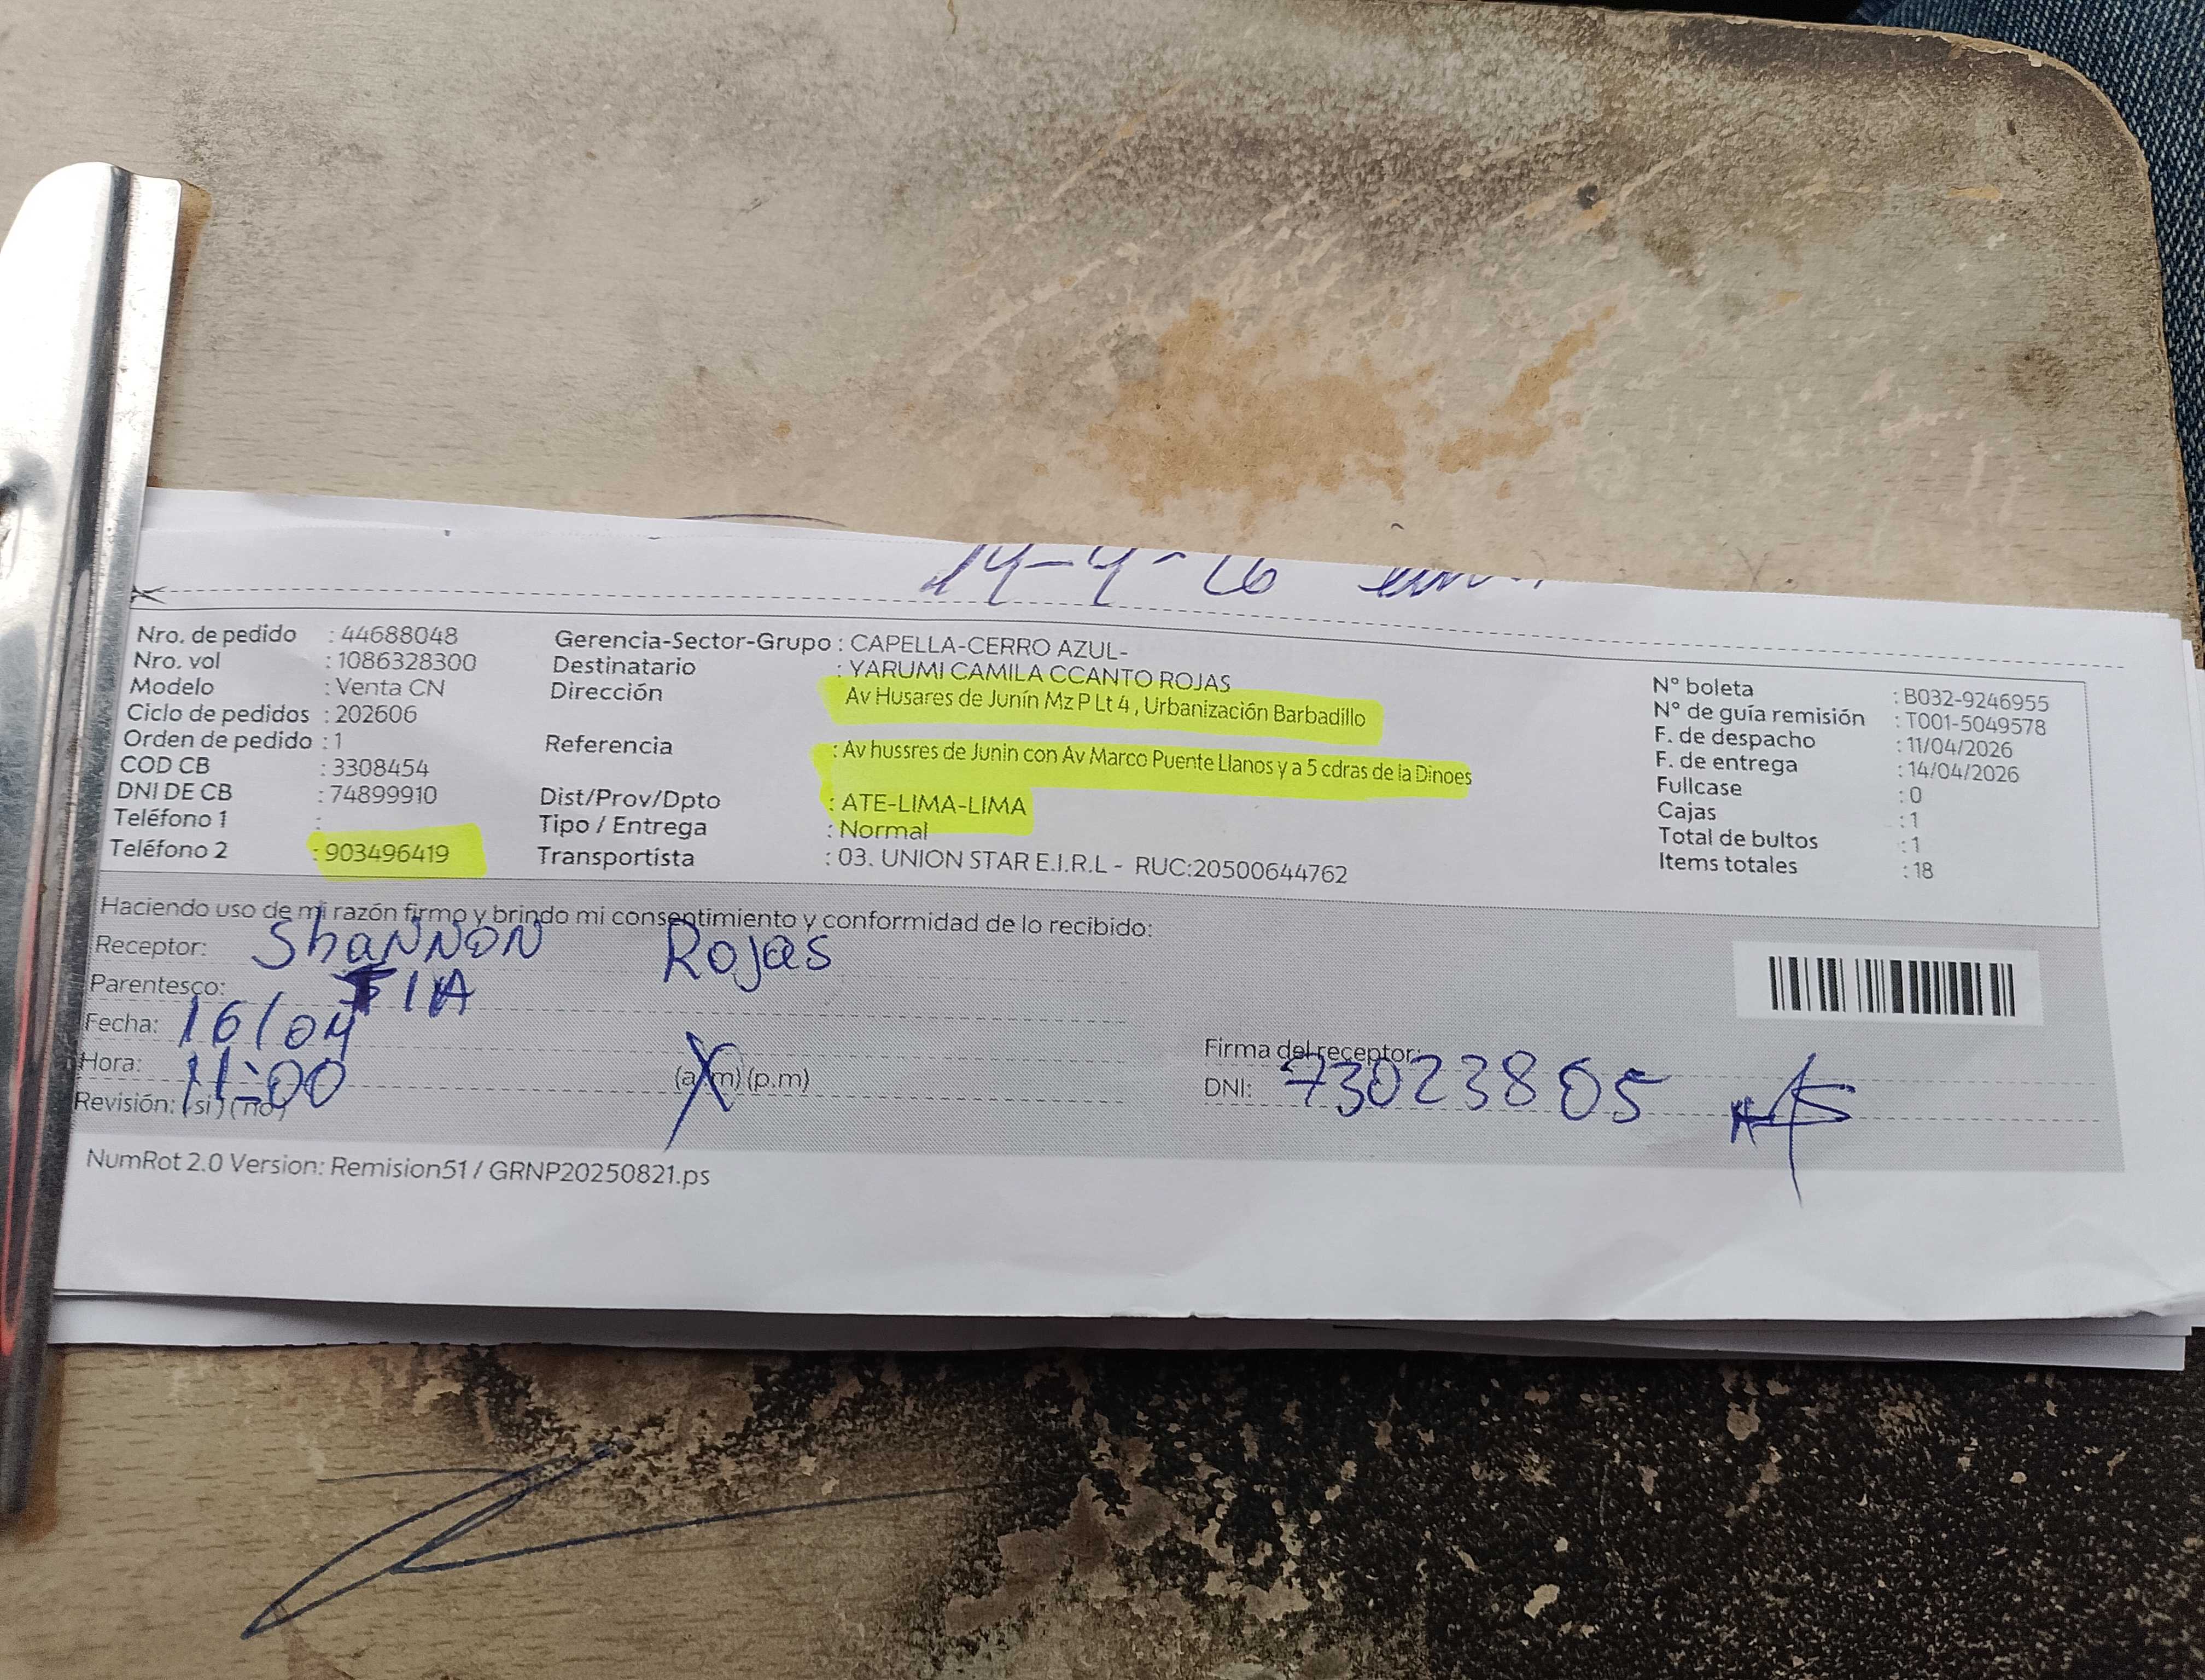 14-4-26
Nro. de pedido : 44688048
Nro. vol : 1086328300
Modelo : Venta CN
Ciclo de pedidos : 202606
Orden de pedido : 1
COD CB : 3308454
DNI DE CB : 74899910
Teléfono 1 :
Teléfono 2 : 903496419
Gerencia-Sector-Grupo : CAPELLA-CERRO AZUL-
Destinatario : YARUMI CAMILA CCANTO ROJAS
Dirección Av Husares de Junín Mz P Lt 4 , Urbanización Barbadillo
Referencia : Av hussres de Junin con Av Marco Puente Llanos y a 5 cdras de la Dinoes
Dist/Prov/Dpto : ATE-LIMA-LIMA
Tipo / Entrega : Normal
Transportista : 03. UNION STAR E.I.R.L - RUC:20500644762
N° boleta : B032-9246955
N° de guía remisión : T001-5049578
F. de despacho : 11/04/2026
F. de entrega : 14/04/2026
Fullcase : 0
Cajas : 1
Total de bultos : 1
Items totales : 18
Haciendo uso de mi razón firmo y brindo mi consentimiento y conformidad de lo recibido:
Receptor: ShaNNON Rojas
Parentesco: TIA
Fecha: 16/04
Hora: 11:00 (a.m) (p.m)
Revisión: (si) (no)
Firma del receptor:
DNI: 73023805
NumRot 2.0 Version: Remision51 / GRNP20250821.ps